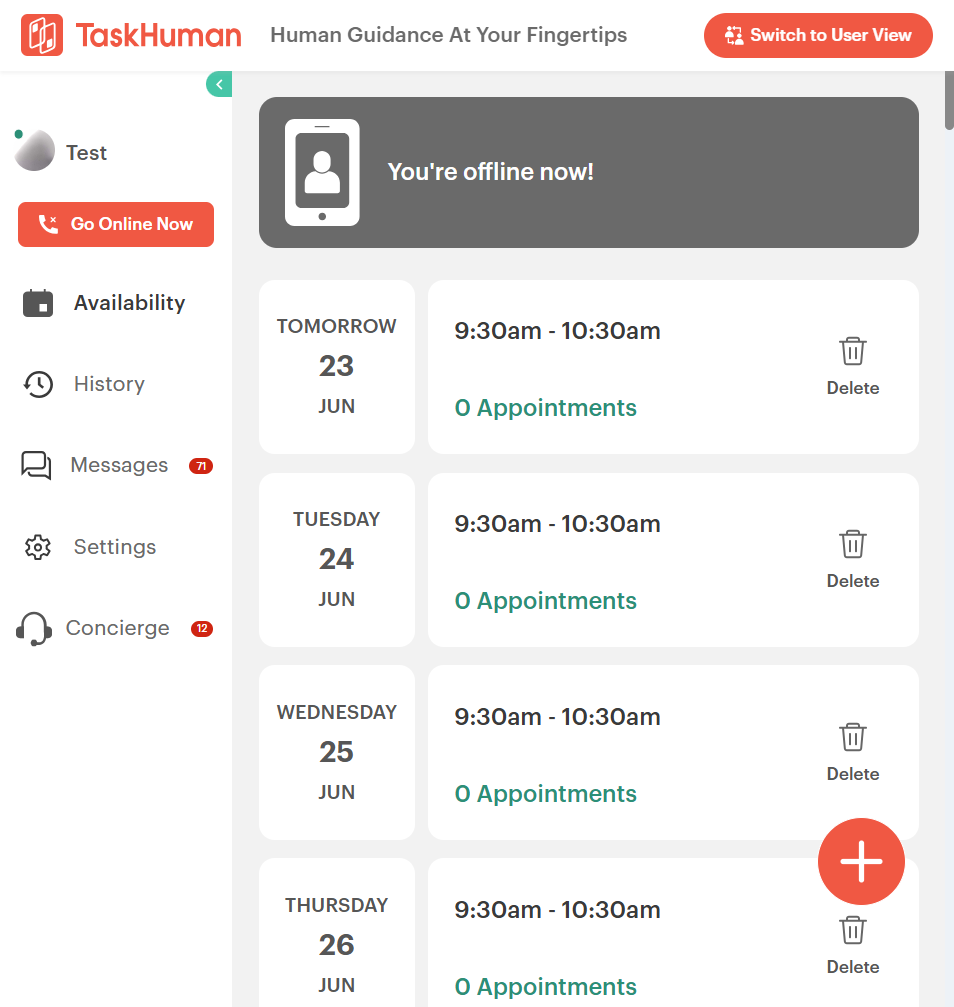 TaskHuman
Human Guidance At Your Fingertips
Switch to User View
Test
Go Online Now
Availability
History
Messages 71
Settings
Concierge 12
You're offline now!
TOMORROW
23
JUN
9:30am - 10:30am
0 Appointments
Delete
TUESDAY
24
JUN
9:30am - 10:30am
0 Appointments
Delete
WEDNESDAY
25
JUN
9:30am - 10:30am
0 Appointments
Delete
THURSDAY
26
JUN
9:30am - 10:30am
0 Appointments
Delete